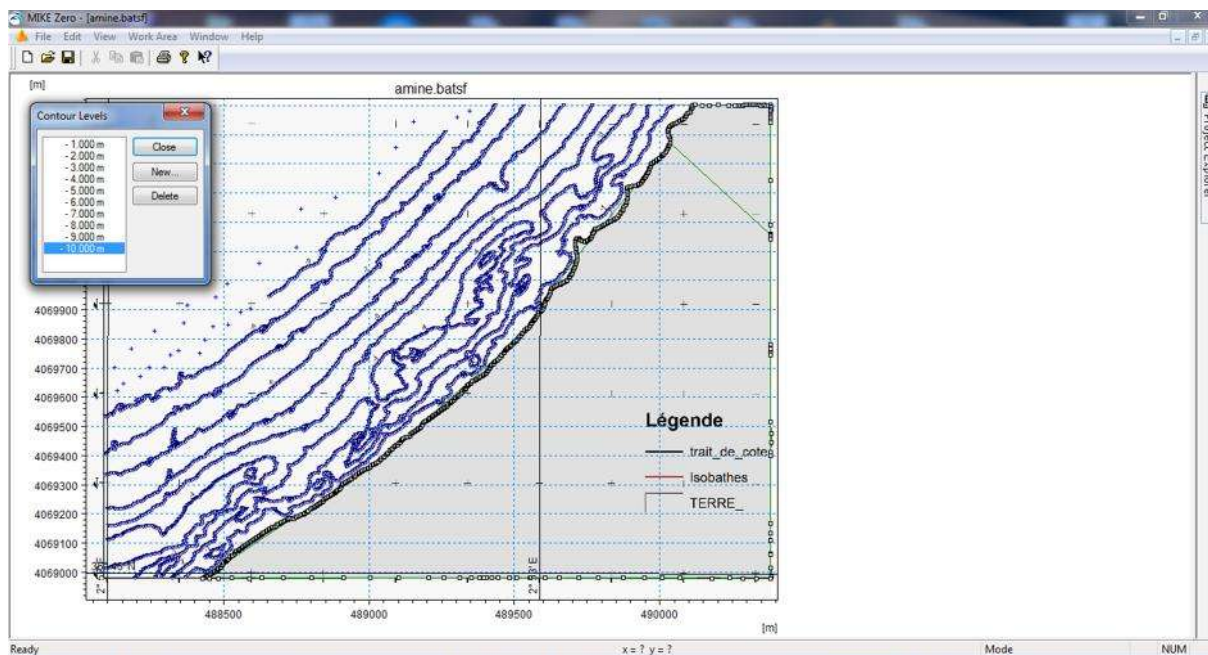 MIKE Zero - [amine.batsf]
File Edit View Work Area Window Help
[m]
amine.batsf
Contour Levels
- 1.000 m
- 2.000 m
- 3.000 m
- 4.000 m
- 5.000 m
- 6.000 m
- 7.000 m
- 8.000 m
- 9.000 m
- 10.000 m
Close
New...
Delete
Project Explorer
4069900
4069800
4069700
4069600
4069500
4069400
4069300
4069200
4069100
4069000
Légende
trait_de_cote
Isobathes
TERRE_
488500
489000
489500
490000
[m]
Ready
x = ? y = ?
Mode
NUM